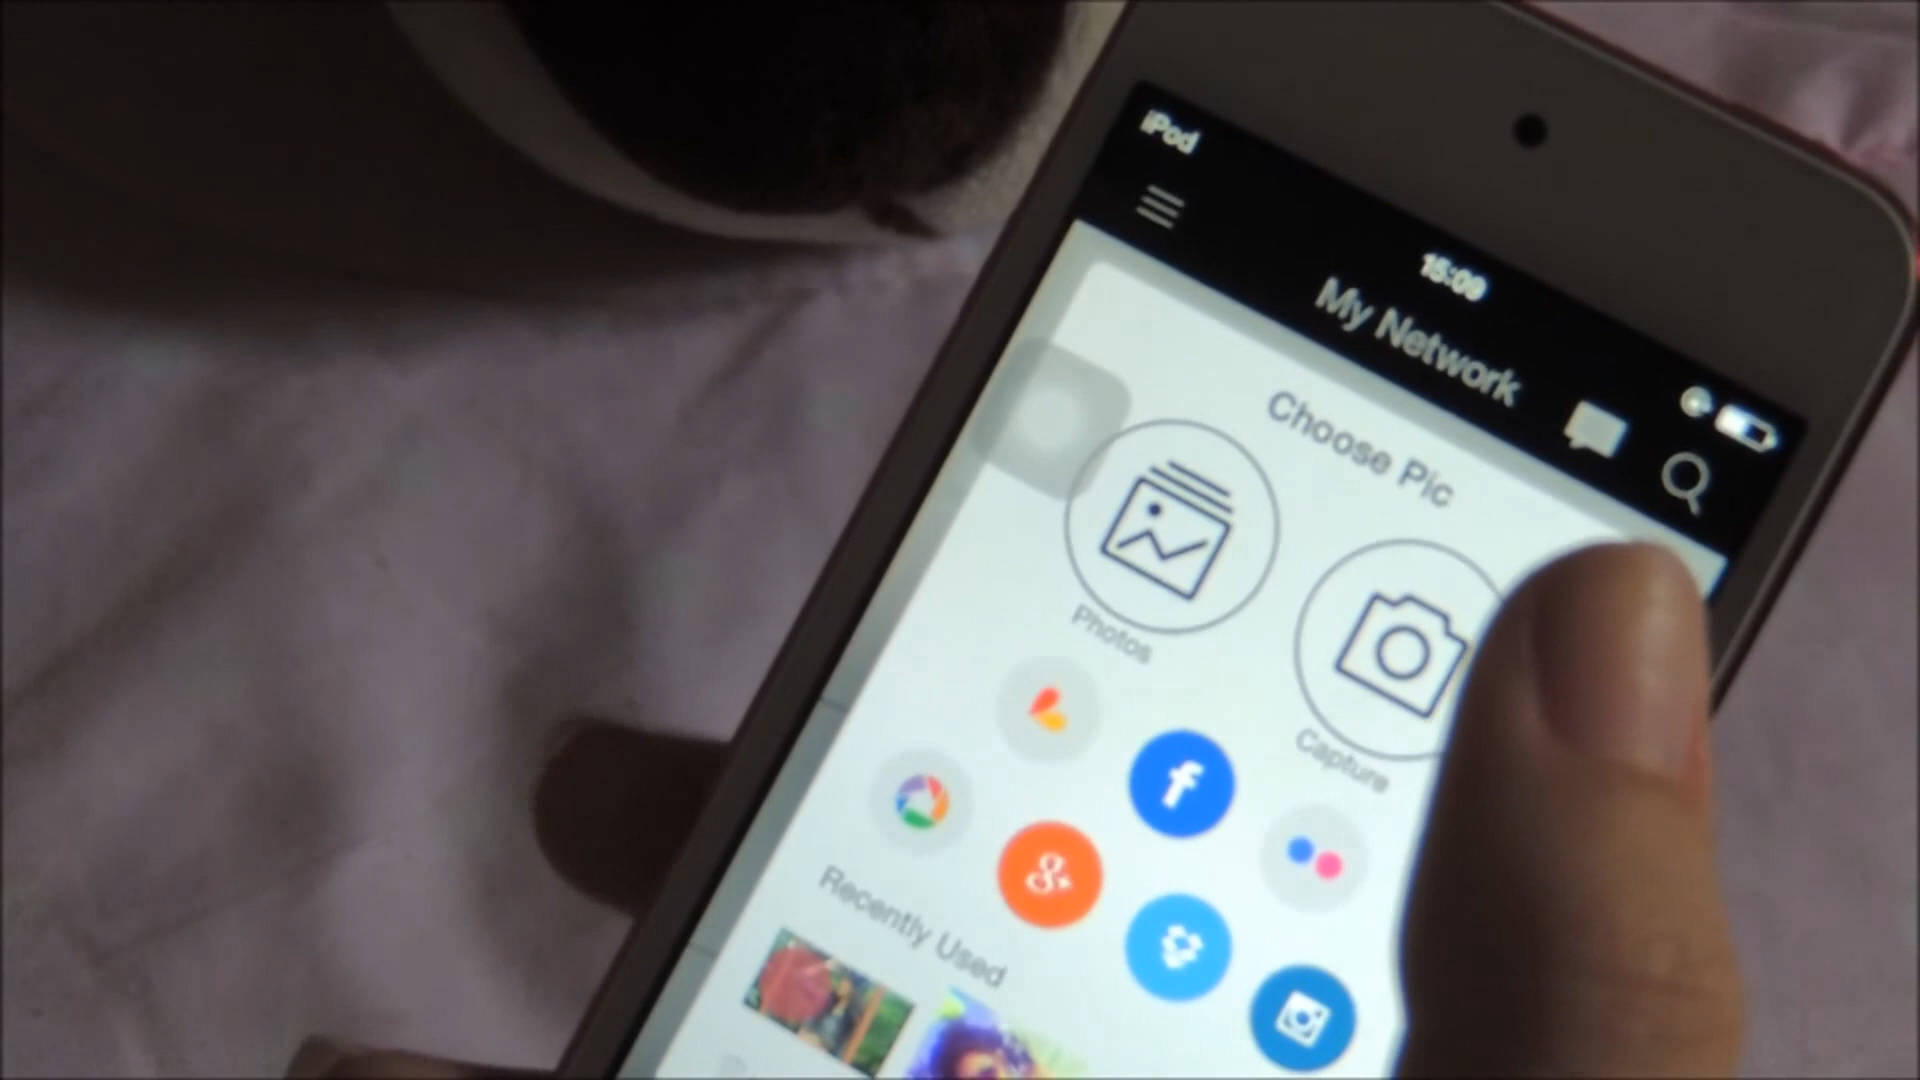 iPod
15:09
My Network
Choose Pic
Photos
Capture
f
g+
Recently Used